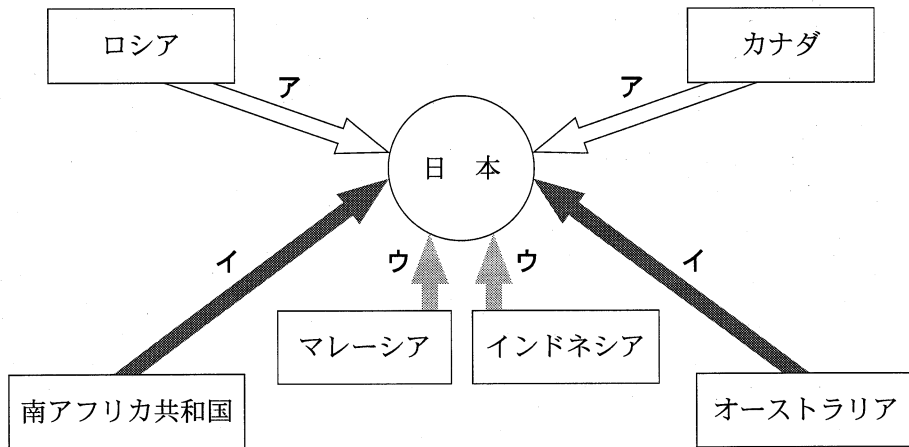 ロシア
カナダ
ア
ア
日 本
イ
ウ
ウ
イ
マレーシア
インドネシア
南アフリカ共和国
オーストラリア